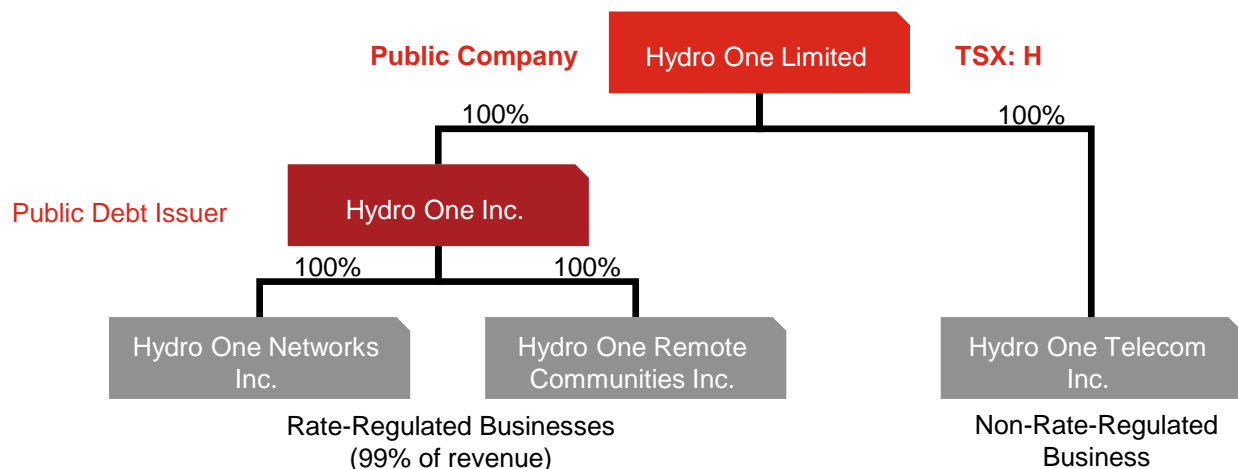 Public Company
Hydro One Limited
TSX: H
100%
100%
Public Debt Issuer
Hydro One Inc.
100%
100%
Hydro One Networks
Inc.
Hydro One Remote
Communities Inc.
Hydro One Telecom
Inc.
Rate-Regulated Businesses
(99% of revenue)
Non-Rate-Regulated
Business